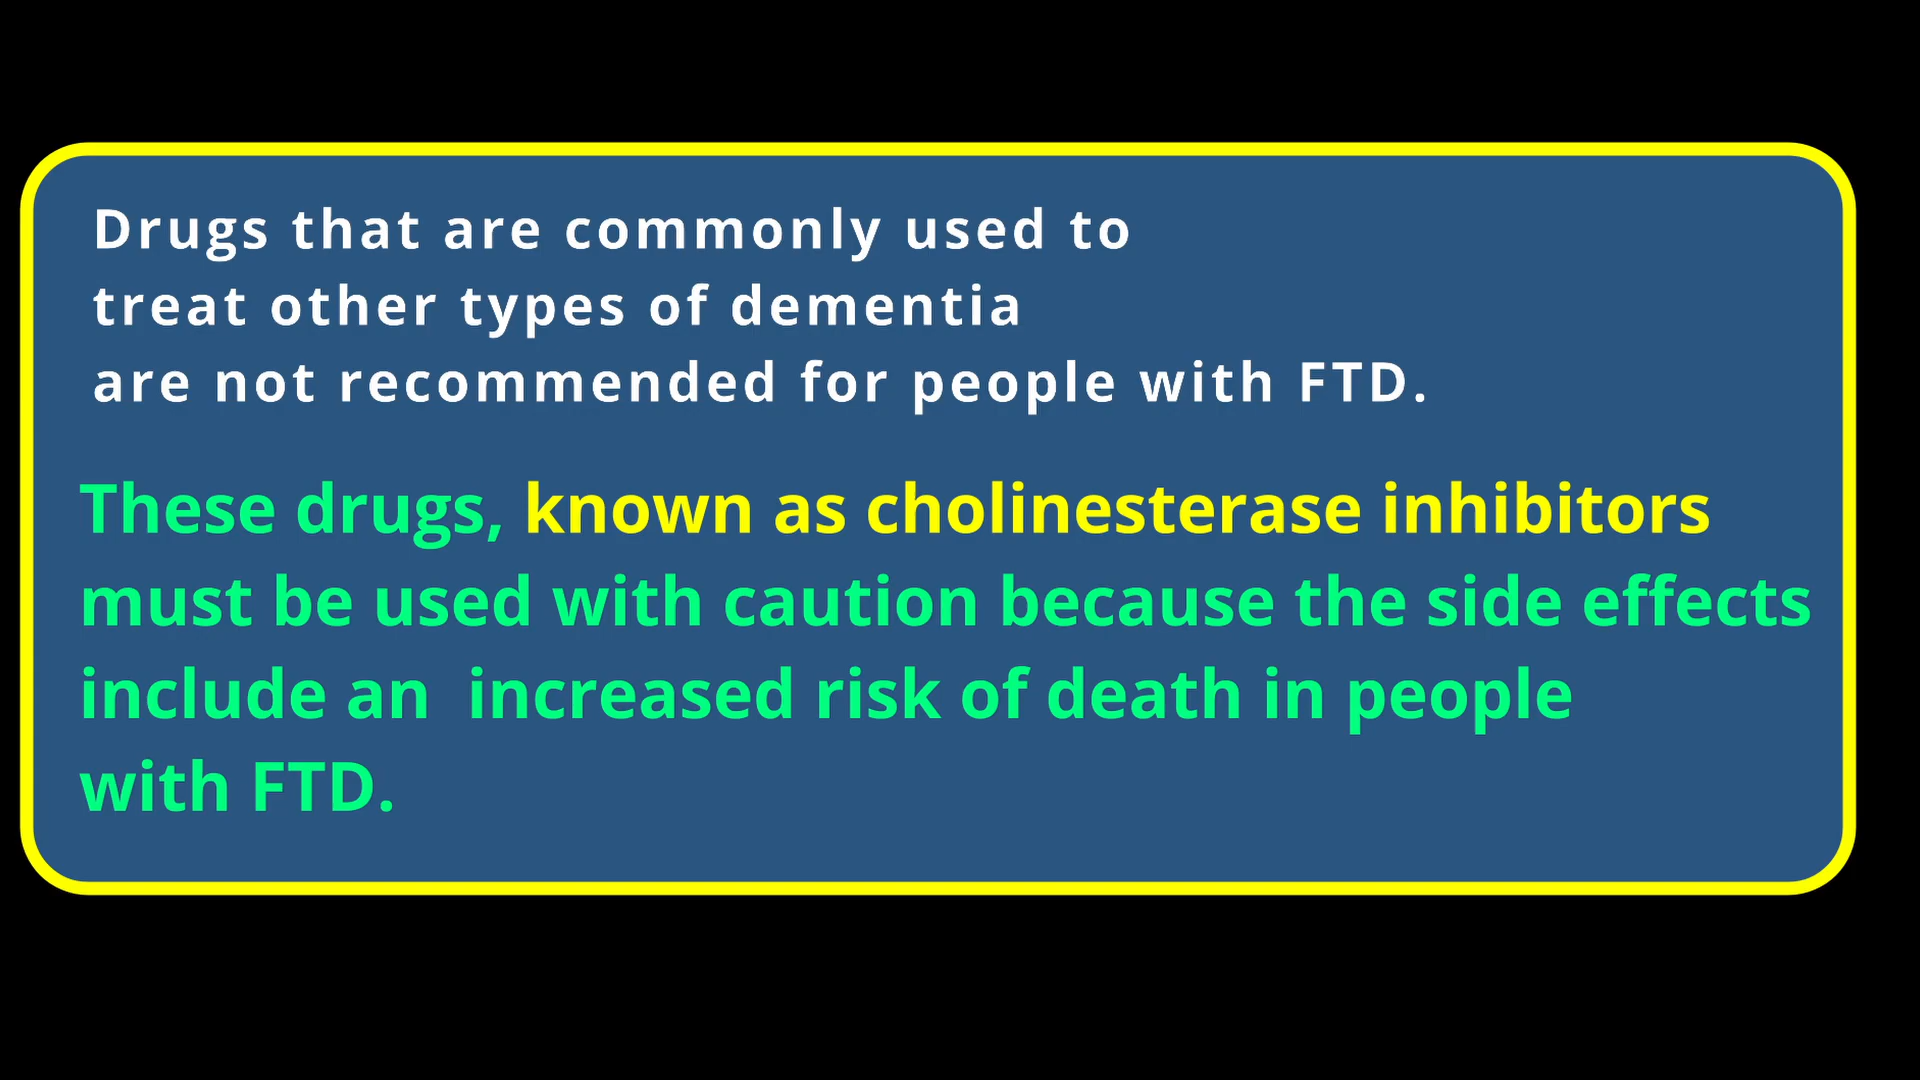 Drugs that are commonly used to
treat other types of dementia
are not recommended for people with FTD.
These drugs, known as cholinesterase inhibitors
must be used with caution because the side effects
include an  increased risk of death in people
with FTD.